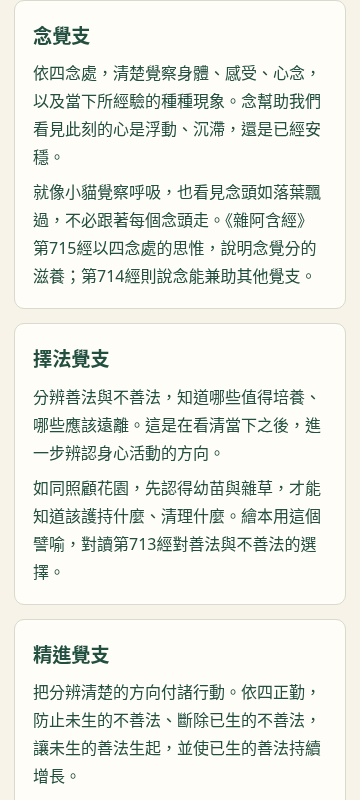 念覺支
依四念處，清楚覺察身體、感受、心念，
以及當下所經驗的種種現象。念幫助我們
看見此刻的心是浮動、沉滯，還是已經安
穩。
就像小貓覺察呼吸，也看見念頭如落葉飄
過，不必跟著每個念頭走。《雜阿含經》
第715經以四念處的思惟，說明念覺分的
滋養；第714經則說念能兼助其他覺支。
擇法覺支
分辨善法與不善法，知道哪些值得培養、
哪些應該遠離。這是在看清當下之後，進
一步辨認身心活動的方向。
如同照顧花園，先認得幼苗與雜草，才能
知道該護持什麼、清理什麼。繪本用這個
譬喻，對讀第713經對善法與不善法的選
擇。
精進覺支
把分辨清楚的方向付諸行動。依四正勤，
防止未生的不善法、斷除已生的不善法，
讓未生的善法生起，並使已生的善法持續
增長。